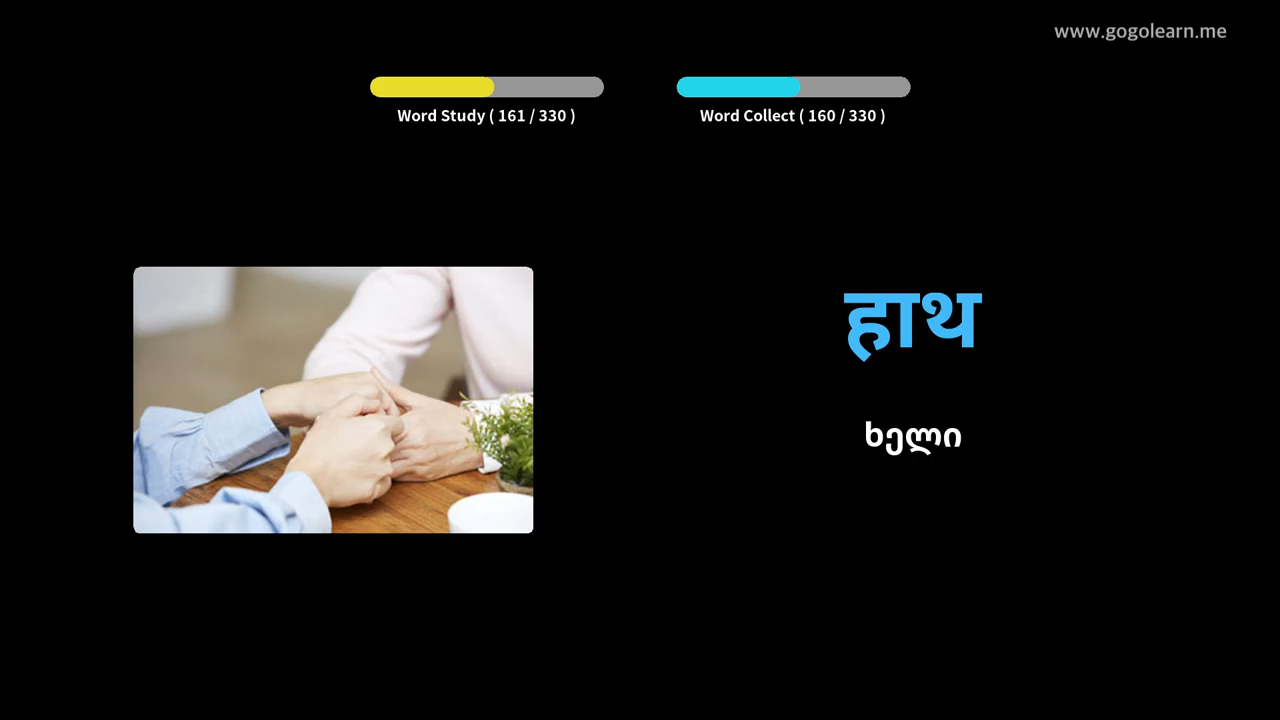 www.gogolearn.me
Word Study ( 161 / 330 )
Word Collect ( 160 / 330 )
हाथ
ხელი